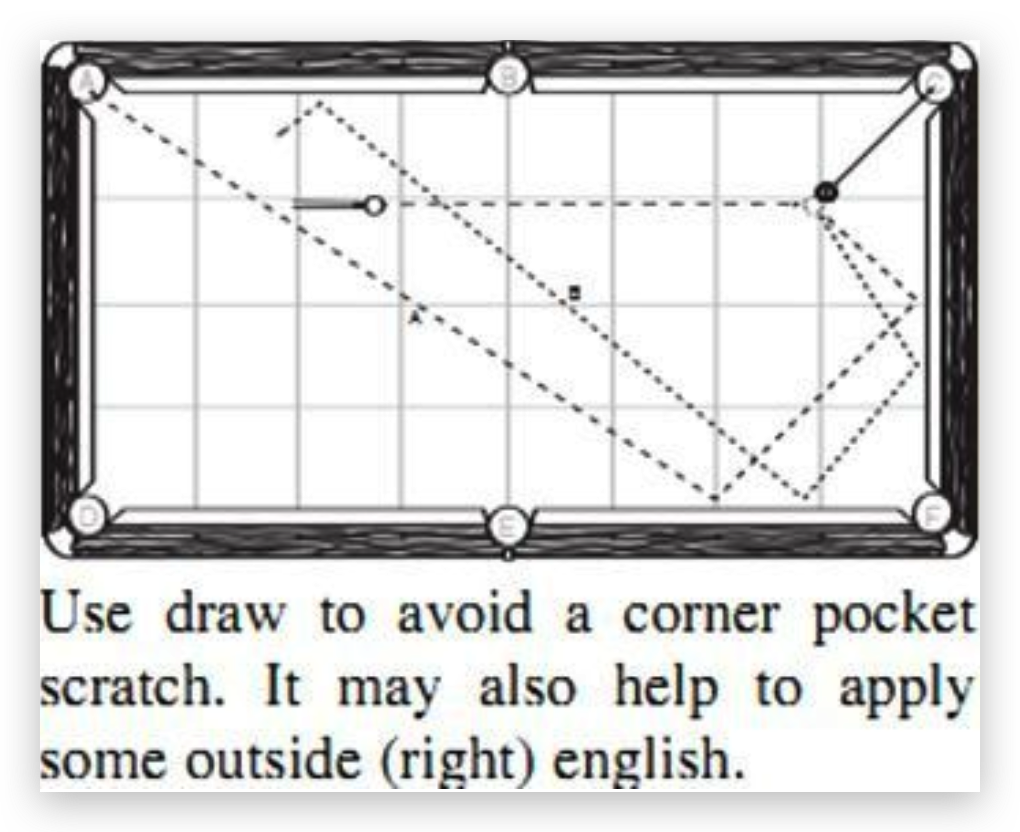 A B C
A
B
D E F
Use draw to avoid a corner pocket
scratch. It may also help to apply
some outside (right) english.